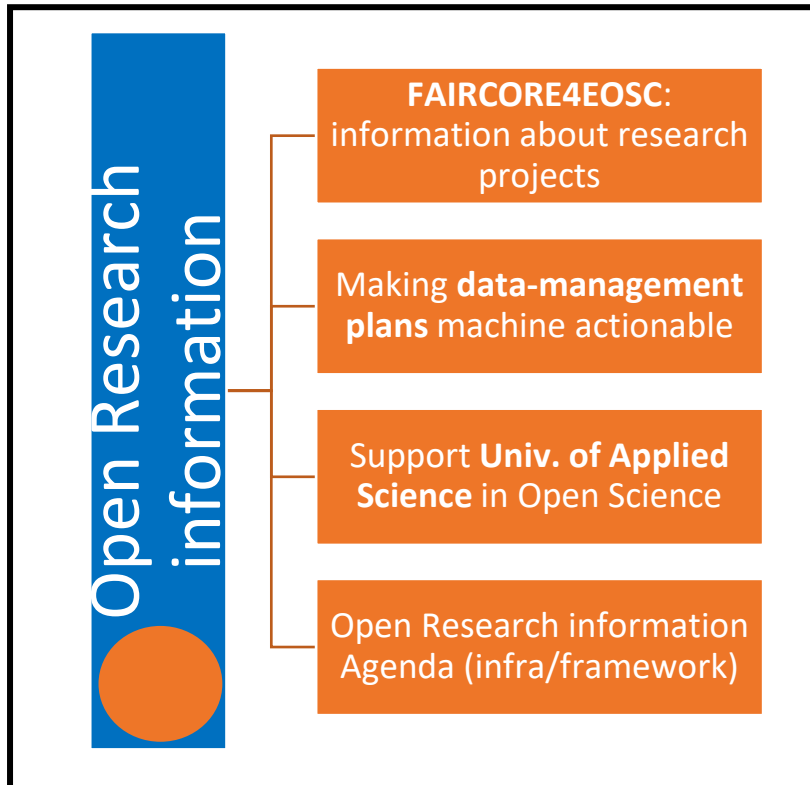 Open Research
information
FAIRCORE4EOSC:
information about research
projects
Making data-management
plans machine actionable
Support Univ. of Applied
Science in Open Science
Open Research information
Agenda (infra/framework)